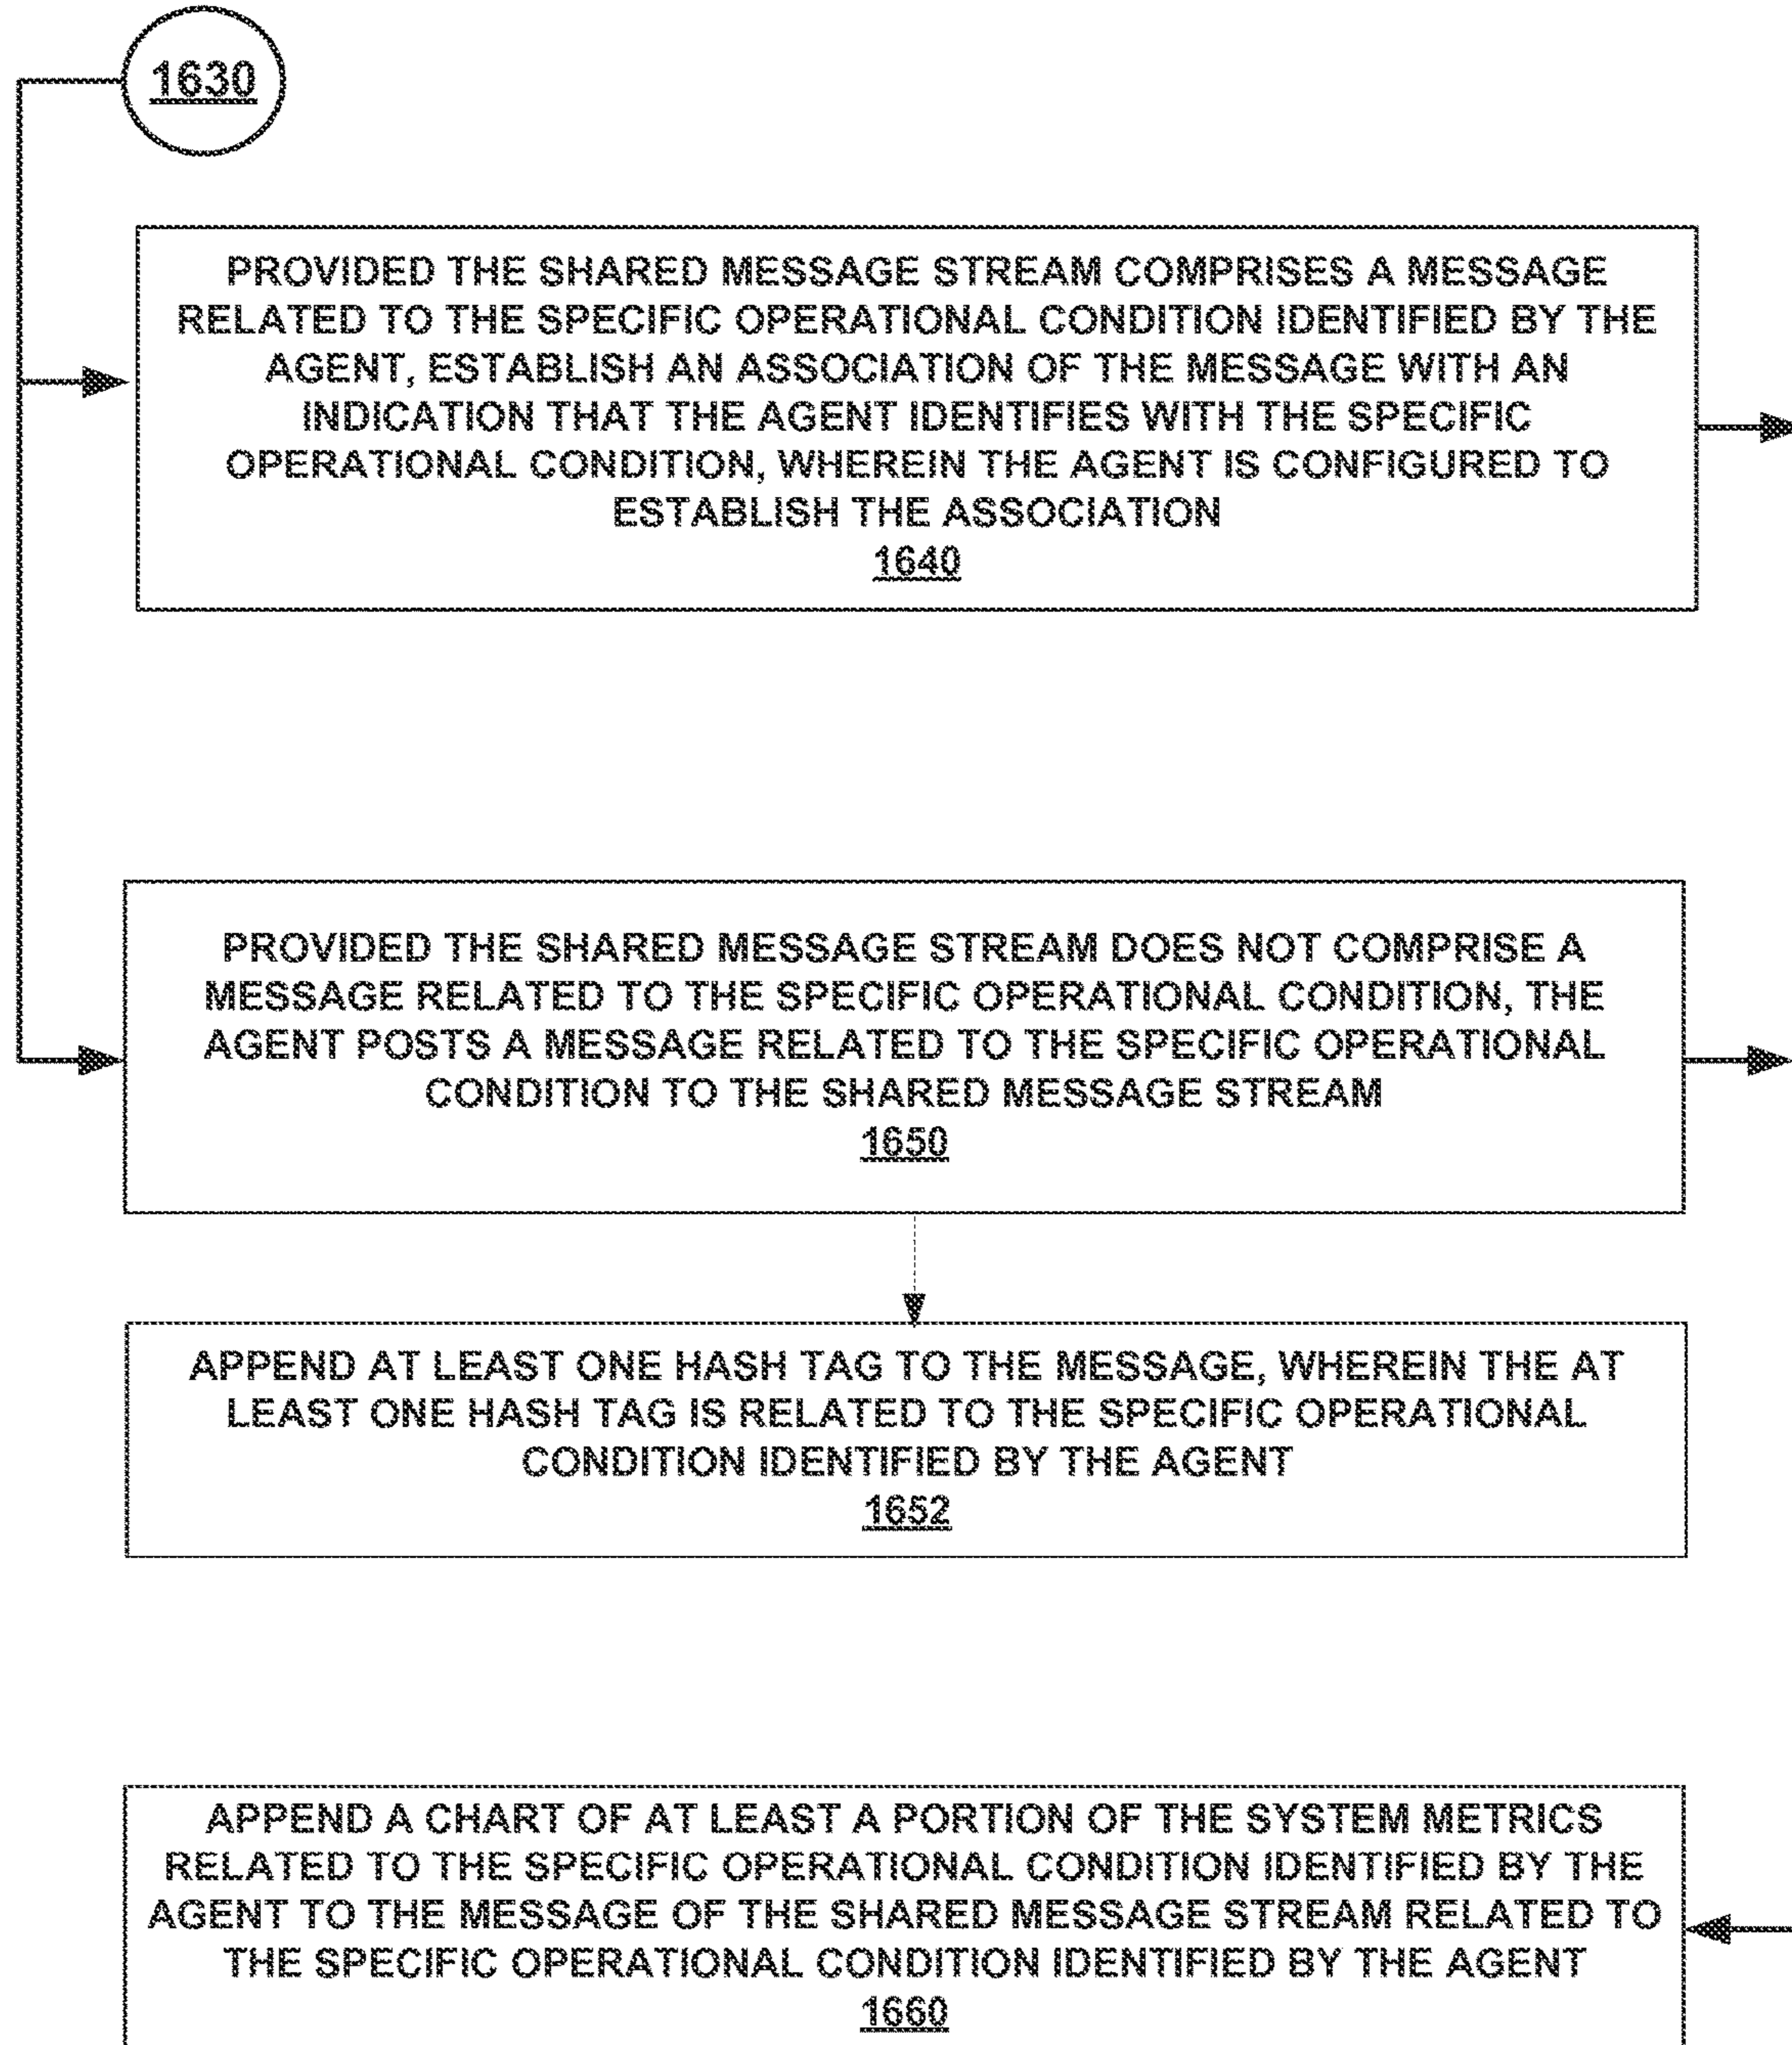 1630
PROVIDED THE SHARED MESSAGE STREAM COMPRISES A MESSAGE
RELATED TO THE SPECIFIC OPERATIONAL CONDITION IDENTIFIED BY THE
AGENT, ESTABLISH AN ASSOCIATION OF THE MESSAGE WITH AN
INDICATION THAT THE AGENT IDENTIFIES WITH THE SPECIFIC
OPERATIONAL CONDITION, WHEREIN THE AGENT IS CONFIGURED TO
ESTABLISH THE ASSOCIATION
1640
PROVIDED THE SHARED MESSAGE STREAM DOES NOT COMPRISE A
MESSAGE RELATED TO THE SPECIFIC OPERATIONAL CONDITION, THE
AGENT POSTS A MESSAGE RELATED TO THE SPECIFIC OPERATIONAL
CONDITION TO THE SHARED MESSAGE STREAM
1650
APPEND AT LEAST ONE HASH TAG TO THE MESSAGE, WHEREIN THE AT
LEAST ONE HASH TAG IS RELATED TO THE SPECIFIC OPERATIONAL
CONDITION IDENTIFIED BY THE AGENT
1652
APPEND A CHART OF AT LEAST A PORTION OF THE SYSTEM METRICS
RELATED TO THE SPECIFIC OPERATIONAL CONDITION IDENTIFIED BY THE
AGENT TO THE MESSAGE OF THE SHARED MESSAGE STREAM RELATED TO
THE SPECIFIC OPERATIONAL CONDITION IDENTIFIED BY THE AGENT
1660